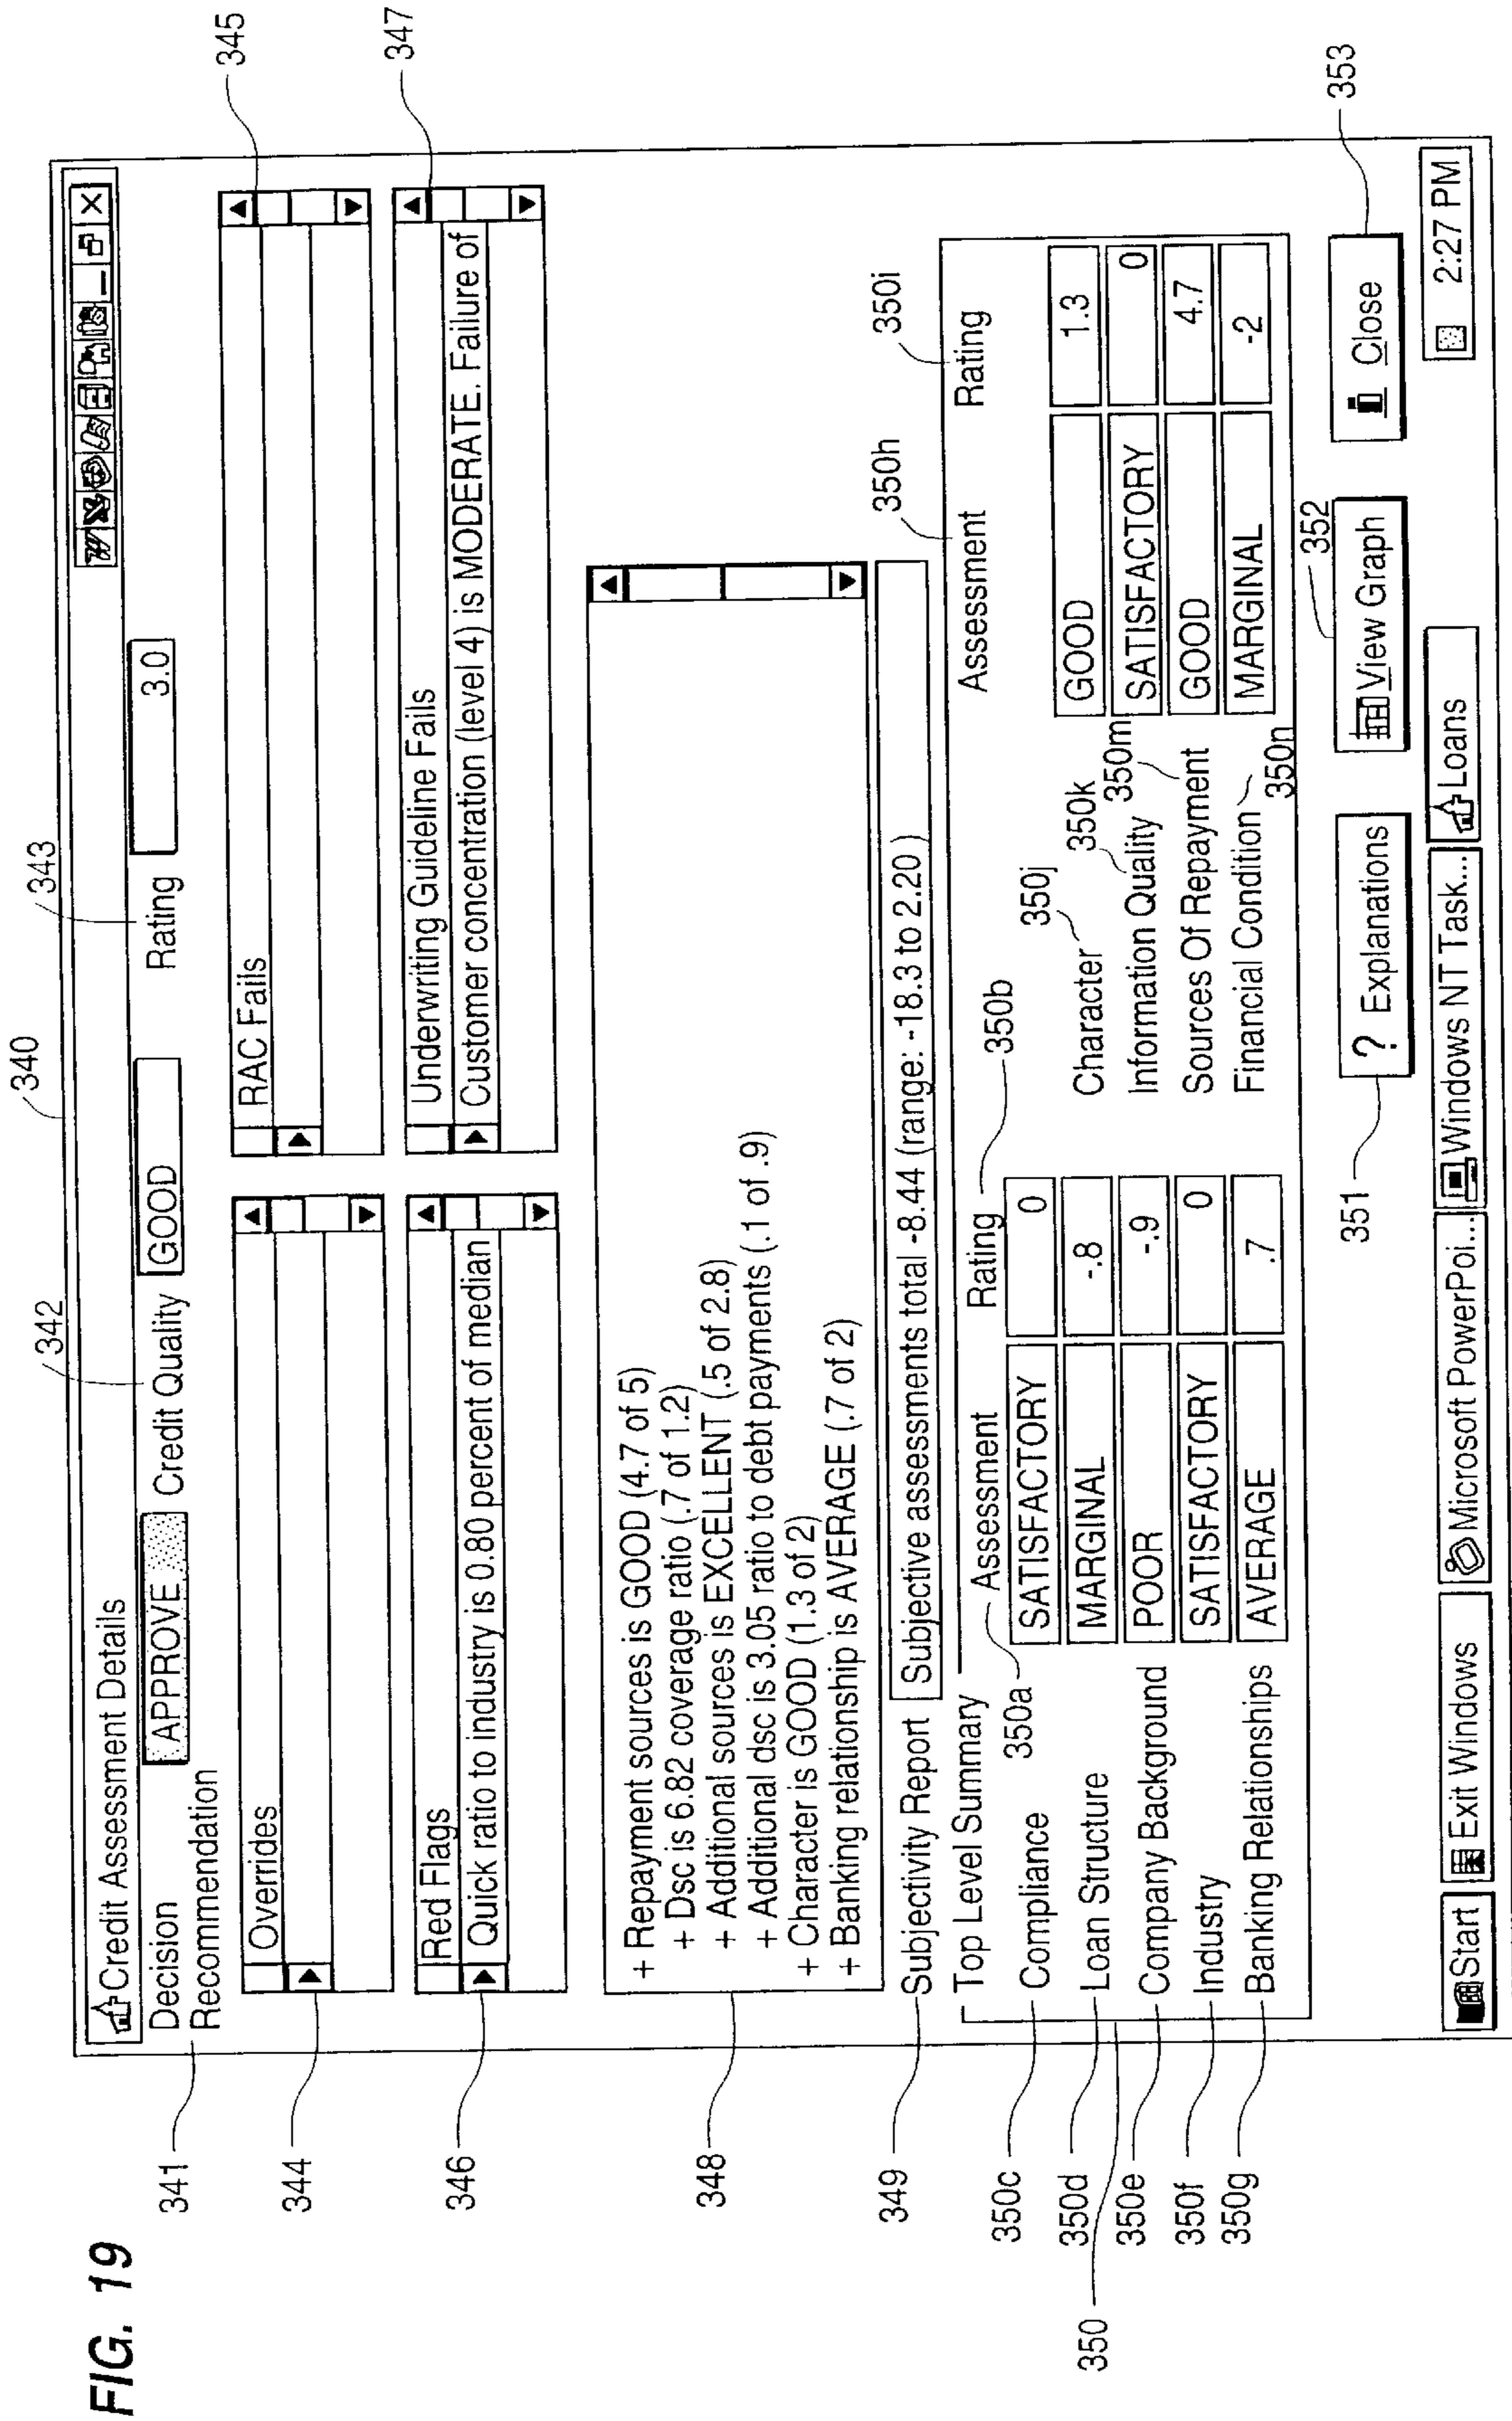 FIG. 19
340
Credit Assessment Details
341
Decision Recommendation
APPROVE
342
Credit Quality
GOOD
343
Rating
3.0
344
Overrides
RAC Fails
345
346
Red Flags
Quick ratio to industry is 0.80 percent of median
Underwriting Guideline Fails
347
Customer concentration (level 4) is MODERATE. Failure of
348
+ Repayment sources is GOOD (4.7 of 5)
+ Dsc is 6.82 coverage ratio (.7 of 1.2)
+ Additional sources is EXCELLENT (.5 of 2.8)
+ Additional dsc is 3.05 ratio to debt payments (.1 of .9)
+ Character is GOOD (1.3 of 2)
+ Banking relationship is AVERAGE (.7 of 2)
349
Subjectivity Report
Subjective assessments total -8.44 (range: -18.3 to 2.20 )
350
Top Level Summary
350a
Assessment
Rating
350b
Assessment
350h
Rating
350i
350c
Compliance
SATISFACTORY
0
Character
350j
GOOD
1.3
350d
Loan Structure
MARGINAL
-.8
Information Quality
350k
SATISFACTORY
0
350e
Company Background
POOR
-.9
Sources Of Repayment
350m
GOOD
4.7
350f
Industry
SATISFACTORY
0
Financial Condition
350n
MARGINAL
-2
350g
Banking Relationships
AVERAGE
.7
351
? Explanations
352
View Graph
353
Close
Start
Exit Windows
Microsoft PowerPoi...
Windows NT Task...
Loans
2:27 PM